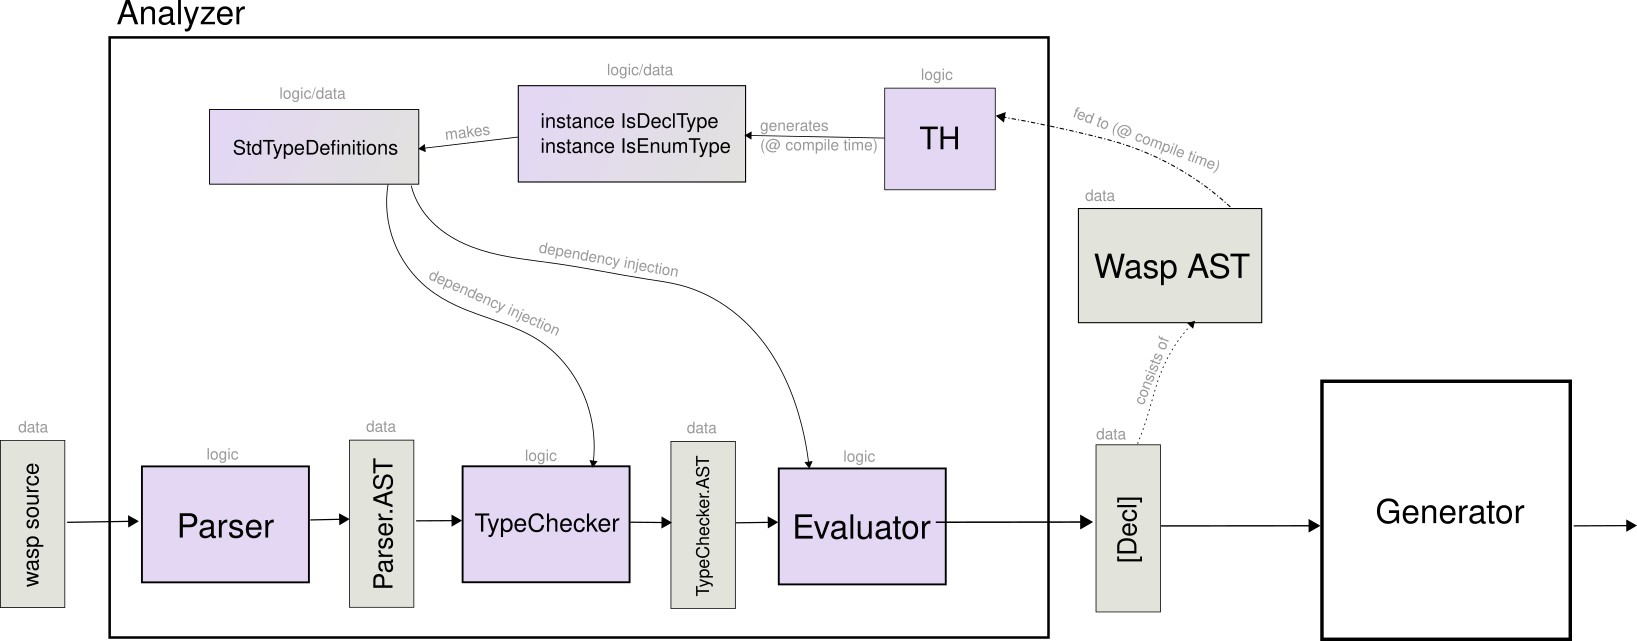 Analyzer
logic/data
StdTypeDefinitions
makes
logic/data
instance IsDeclType
instance IsEnumType
generates
(@ compile time)
logic
TH
fed to (@ compile time)
data
Wasp AST
dependency injection
dependency injection
consists of
data
wasp source
logic
Parser
data
Parser.AST
logic
TypeChecker
data
TypeChecker.AST
logic
Evaluator
data
[Decl]
Generator